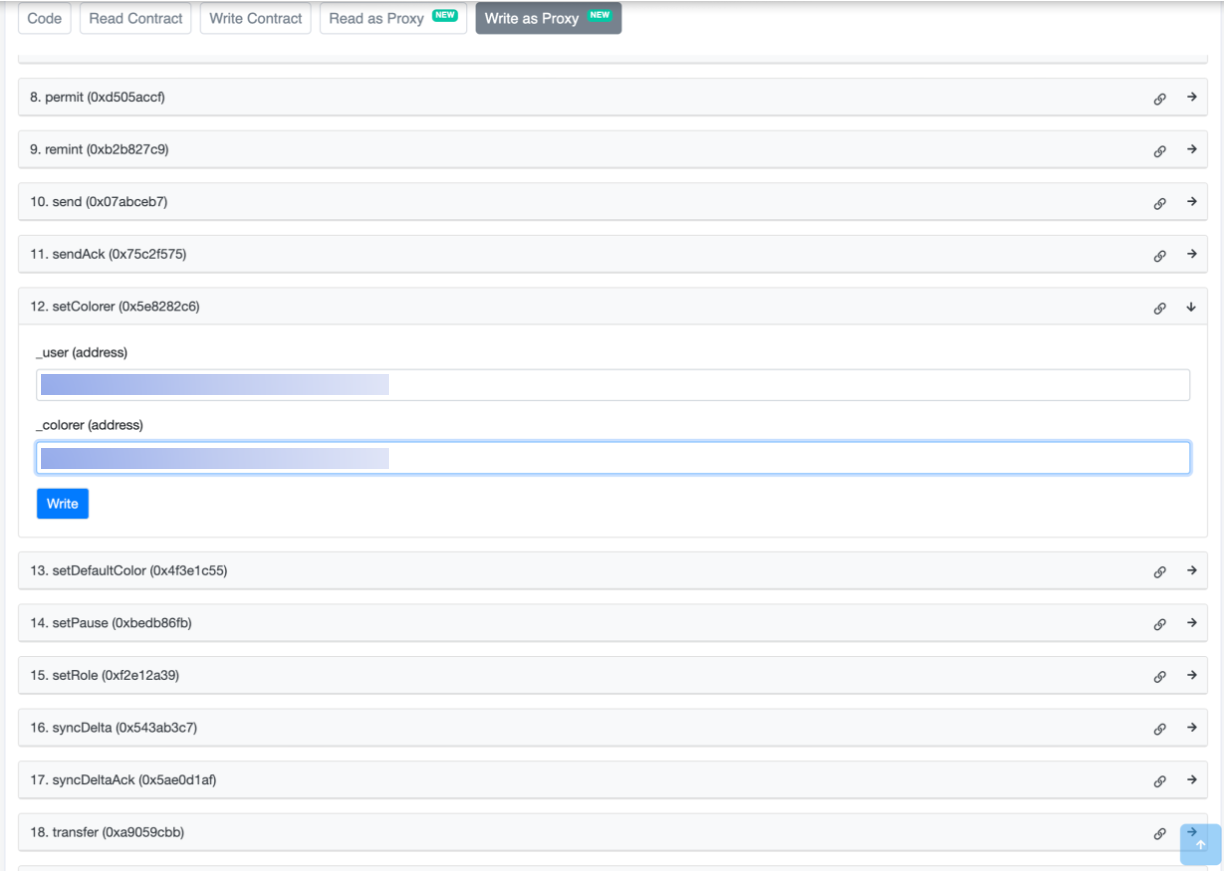 Code Read Contract Write Contract Read as Proxy NEW Write as Proxy NEW
8. permit (0xd505accf)
9. remint (0xb2b827c9)
10. send (0x07abceb7)
11. sendAck (0x75c2f575)
12. setColorer (0x5e8282c6)
_user (address)
_colorer (address)
Write
13. setDefaultColor (0x4f3e1c55)
14. setPause (0xbedb86fb)
15. setRole (0xf2e12a39)
16. syncDelta (0x543ab3c7)
17. syncDeltaAck (0x5ae0d1af)
18. transfer (0xa9059cbb)